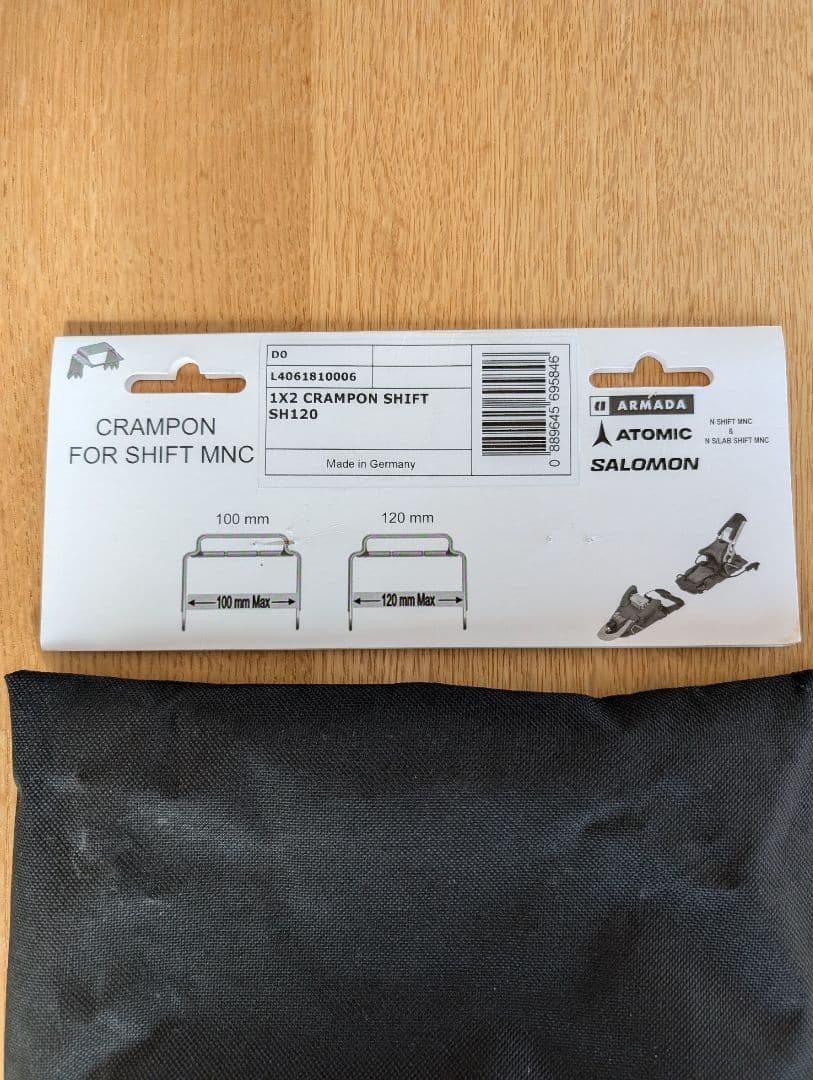 CRAMPON
FOR SHIFT MNC
D0
L4061810006
1X2 CRAMPON SHIFT
SH120
Made in Germany
0 889645 695846
ARMADA
ATOMIC
SALOMON
N SHIFT MNC
&
N S/LAB SHIFT MNC
100 mm
100 mm Max
120 mm
120 mm Max